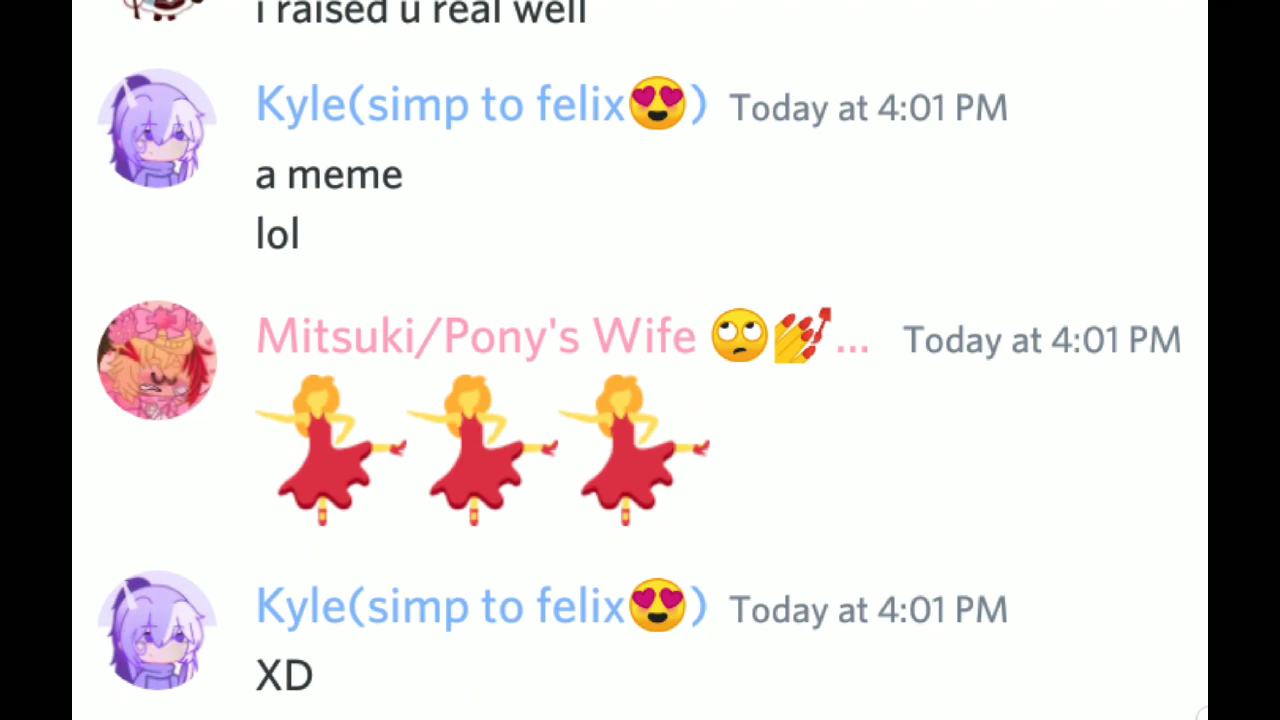 i raised u real well
Kyle(simp to felix😍) Today at 4:01 PM
a meme
lol
Mitsuki/Pony's Wife 🙄💅... Today at 4:01 PM
💃💃💃
Kyle(simp to felix😍) Today at 4:01 PM
XD